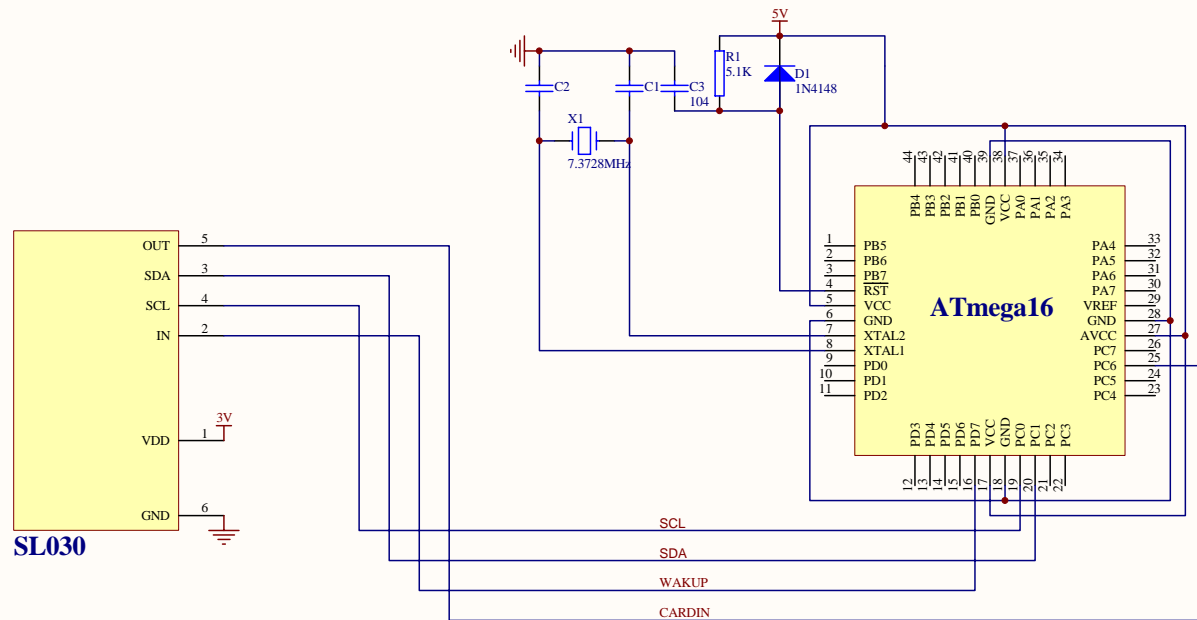 5V
R1
5.1K
D1
1N4148
C2
C1
C3
104
X1
7.3728MHz
44 43 42 41 40 39 38 37 36 35 34
PB4 PB3 PB2 PB1 PB0 GND VCC PA0 PA1 PA2 PA3
1 PB5
2 PB6
3 PB7
4 RST
5 VCC
6 GND
7 XTAL2
8 XTAL1
9 PD0
10 PD1
11 PD2
ATmega16
PA4 33
PA5 32
PA6 31
PA7 30
VREF 29
GND 28
AVCC 27
PC7 26
PC6 25
PC5 24
PC4 23
PD3 PD4 PD5 PD6 PD7 VCC GND PC0 PC1 PC2 PC3
12 13 14 15 16 17 18 19 20 21 22
OUT 5
SDA 3
SCL 4
IN 2
3V
VDD 1
GND 6
SL030
SCL
SDA
WAKUP
CARDIN